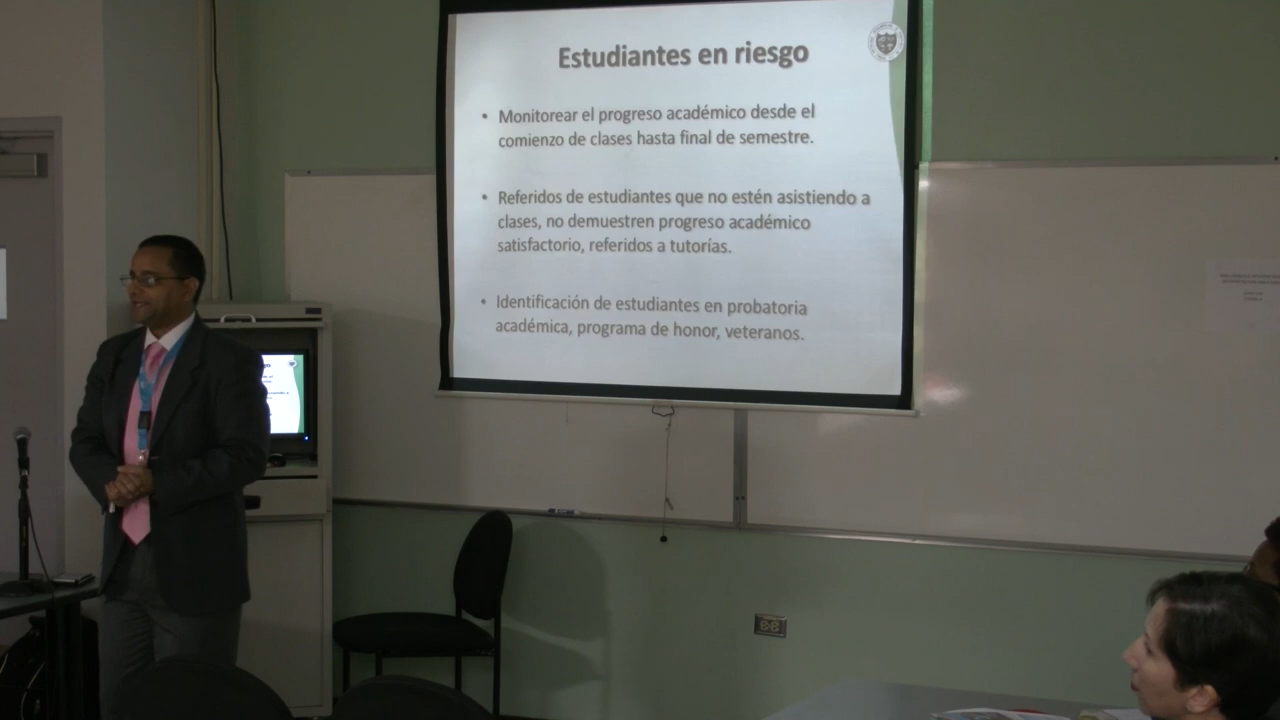 Estudiantes en riesgo
• Monitorear el progreso académico desde el
comienzo de clases hasta final de semestre.
• Referidos de estudiantes que no estén asistiendo a
clases, no demuestren progreso académico
satisfactorio, referidos a tutorías.
• Identificación de estudiantes en probatoria
académica, programa de honor, veteranos.